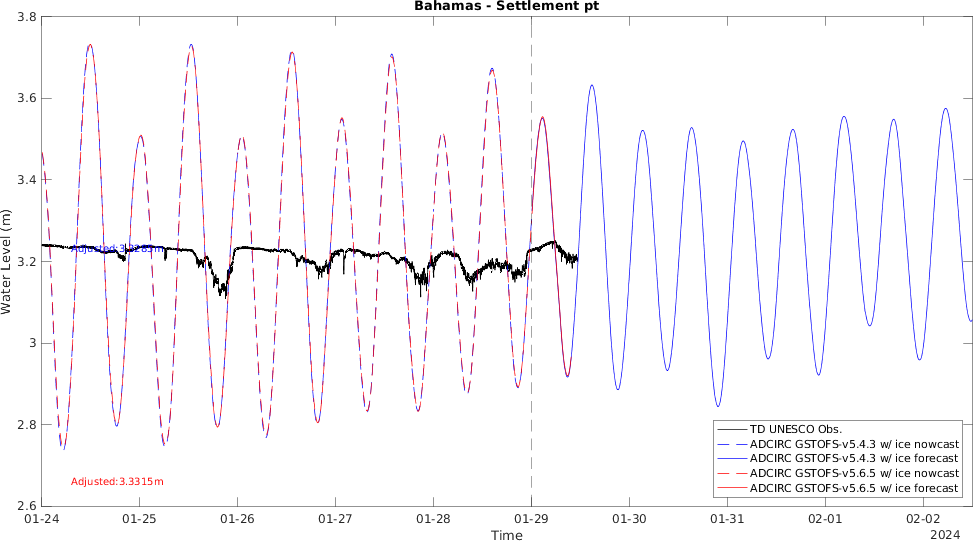 Bahamas - Settlement pt
3.8
3.6
3.4
3.2
3
2.8
2.6
Water Level (m)
Adjusted:3.3315m
TD UNESCO Obs.
ADCIRC GSTOFS-v5.4.3 w/ ice nowcast
ADCIRC GSTOFS-v5.4.3 w/ ice forecast
ADCIRC GSTOFS-v5.6.5 w/ ice nowcast
ADCIRC GSTOFS-v5.6.5 w/ ice forecast
01-24 01-25 01-26 01-27 01-28 01-29 01-30 01-31 02-01 02-02
Time
2024